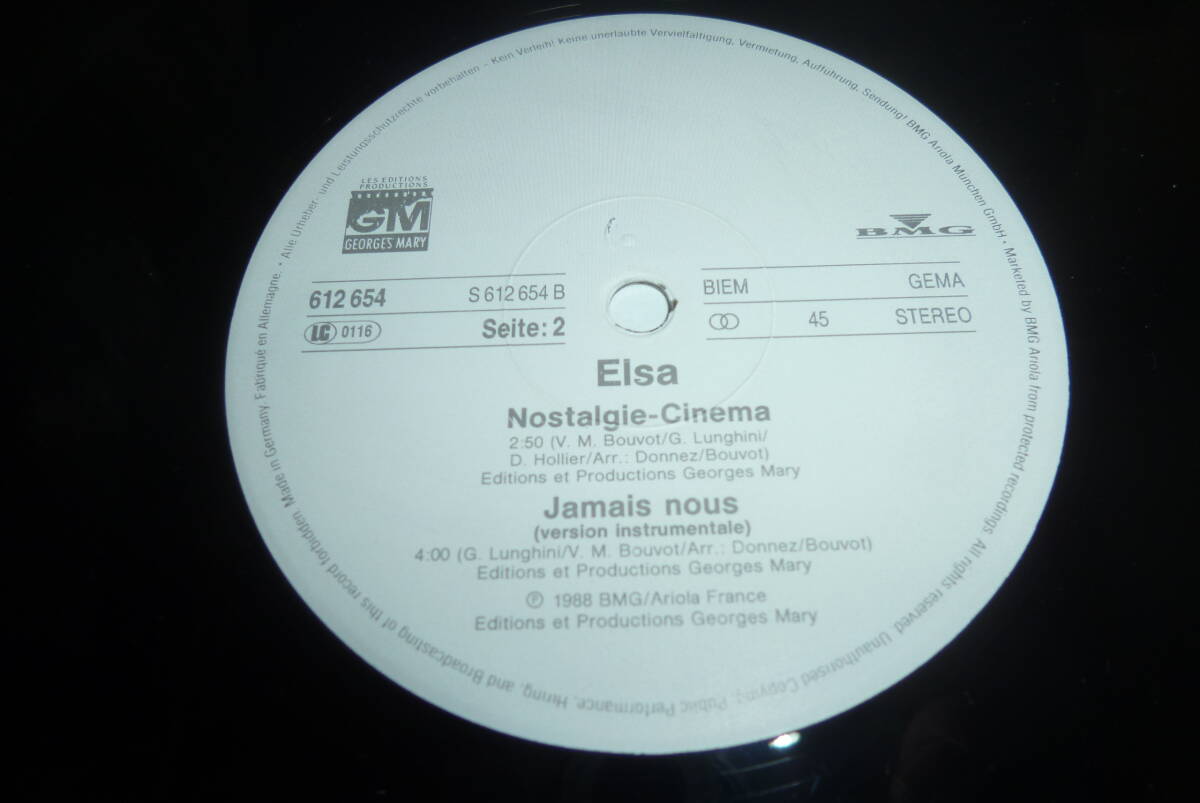 Alle Urheber- und Leistungsschutzrechte vorbehalten - Kein Verleih! Keine unerlaubte Vervielfältigung, Vermietung, Aufführung, Sendung! BMG Ariola München GmbH • Marketed by BMG Ariola from protected recordings. All rights reserved. Unauthorised Copying, Public Performance, Hiring, and Broadcasting of this record forbidden. Made in Germany. Fabriqué en Allemagne. •
LES EDITIONS
PRODUCTIONS
GM
GEORGES MARY
BMG
612 654 S 612 654 B
LC 0116 Seite: 2
BIEM GEMA
45 STEREO
Elsa
Nostalgie-Cinema
2:50 (V. M. Bouvot/G. Lunghini/
D. Hollier/Arr.: Donnez/Bouvot)
Editions et Productions Georges Mary
Jamais nous
(version instrumentale)
4:00 (G. Lunghini/V. M. Bouvot/Arr.: Donnez/Bouvot)
Editions et Productions Georges Mary
℗ 1988 BMG/Ariola France
Editions et Productions Georges Mary